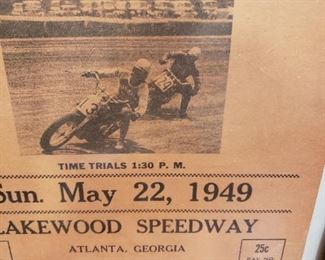 TIME TRIALS 1:30 P. M.
Sun. May 22, 1949
LAKEWOOD SPEEDWAY
ATLANTA, GEORGIA
25c